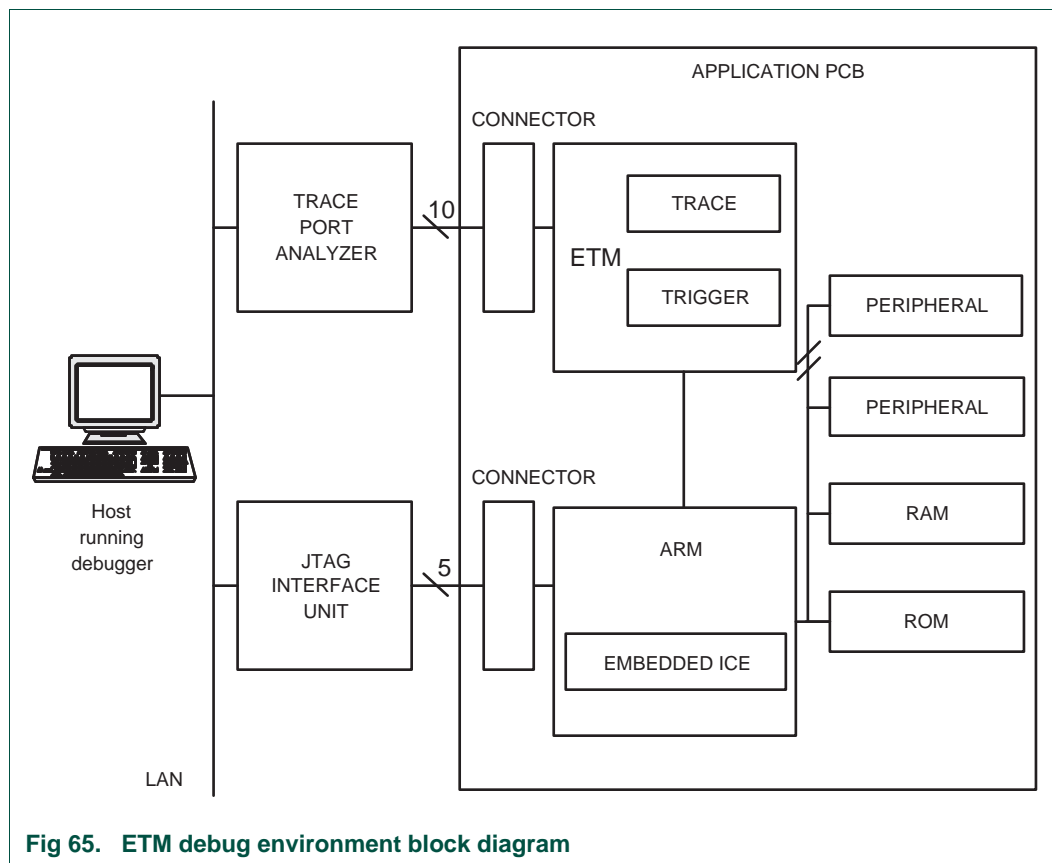 APPLICATION PCB
CONNECTOR
TRACE
PORT
ANALYZER
10
TRACE
ETM
TRIGGER
PERIPHERAL
PERIPHERAL
Host
running
debugger
CONNECTOR
JTAG
INTERFACE
UNIT
5
ARM
EMBEDDED ICE
RAM
ROM
LAN
Fig 65. ETM debug environment block diagram